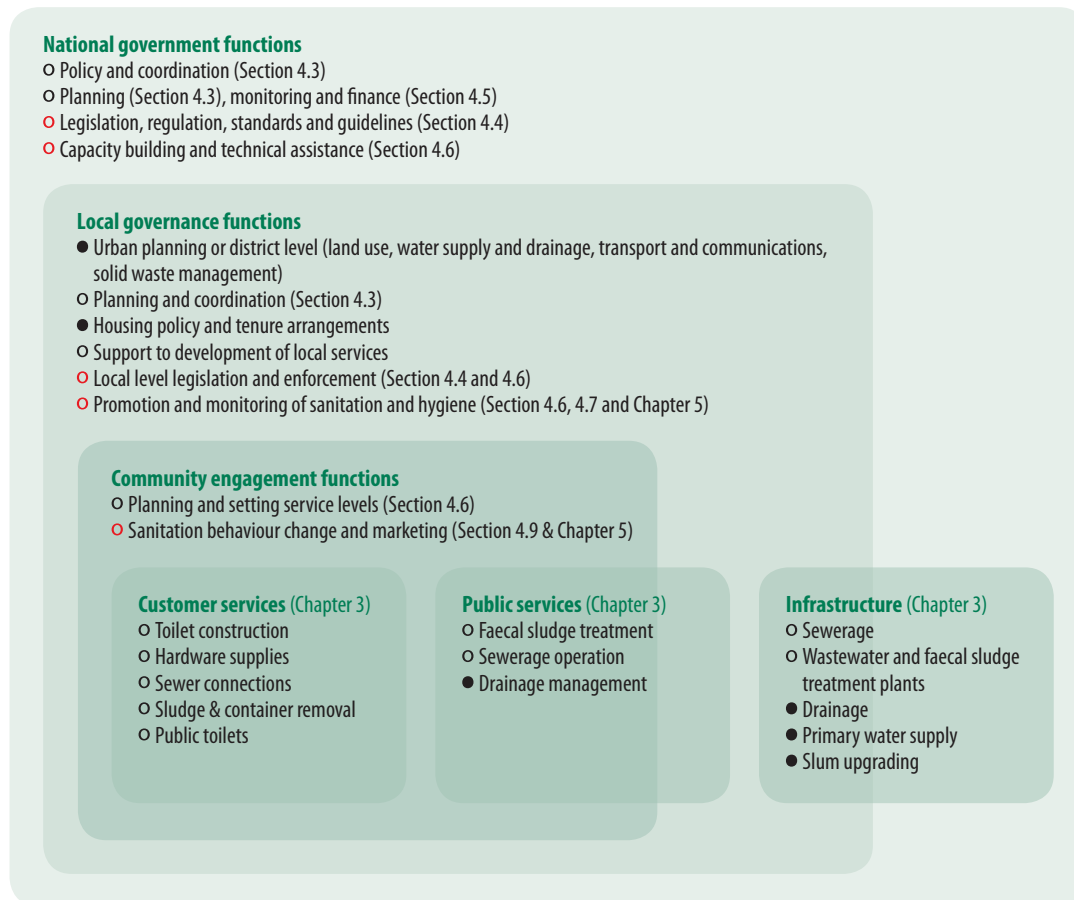 National government functions
o Policy and coordination (Section 4.3)
o Planning (Section 4.3), monitoring and finance (Section 4.5)
o Legislation, regulation, standards and guidelines (Section 4.4)
o Capacity building and technical assistance (Section 4.6)
Local governance functions
● Urban planning or district level (land use, water supply and drainage, transport and communications,
solid waste management)
o Planning and coordination (Section 4.3)
● Housing policy and tenure arrangements
o Support to development of local services
o Local level legislation and enforcement (Section 4.4 and 4.6)
o Promotion and monitoring of sanitation and hygiene (Section 4.6, 4.7 and Chapter 5)
Community engagement functions
o Planning and setting service levels (Section 4.6)
o Sanitation behaviour change and marketing (Section 4.9 & Chapter 5)
Customer services (Chapter 3)
o Toilet construction
o Hardware supplies
o Sewer connections
o Sludge & container removal
o Public toilets
Public services (Chapter 3)
o Faecal sludge treatment
o Sewerage operation
● Drainage management
Infrastructure (Chapter 3)
o Sewerage
o Wastewater and faecal sludge
treatment plants
● Drainage
● Primary water supply
● Slum upgrading